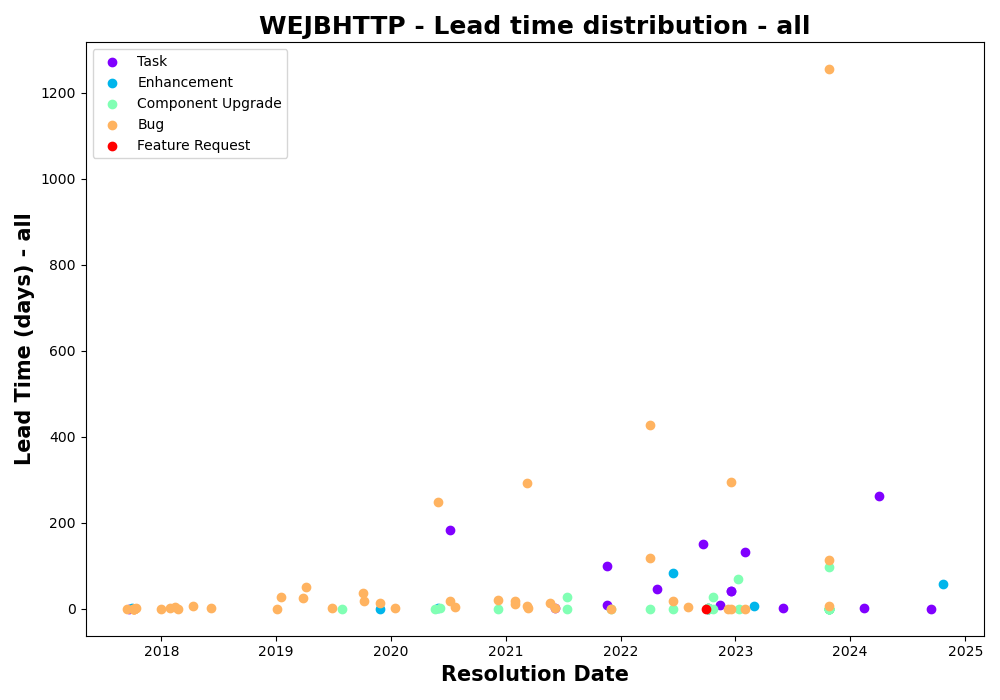 WEJBHTTP - Lead time distribution - all
Task
Enhancement
Component Upgrade
Bug
Feature Request
Lead Time (days) - all
1200
1000
800
600
400
200
0
2018 2019 2020 2021 2022 2023 2024 2025
Resolution Date